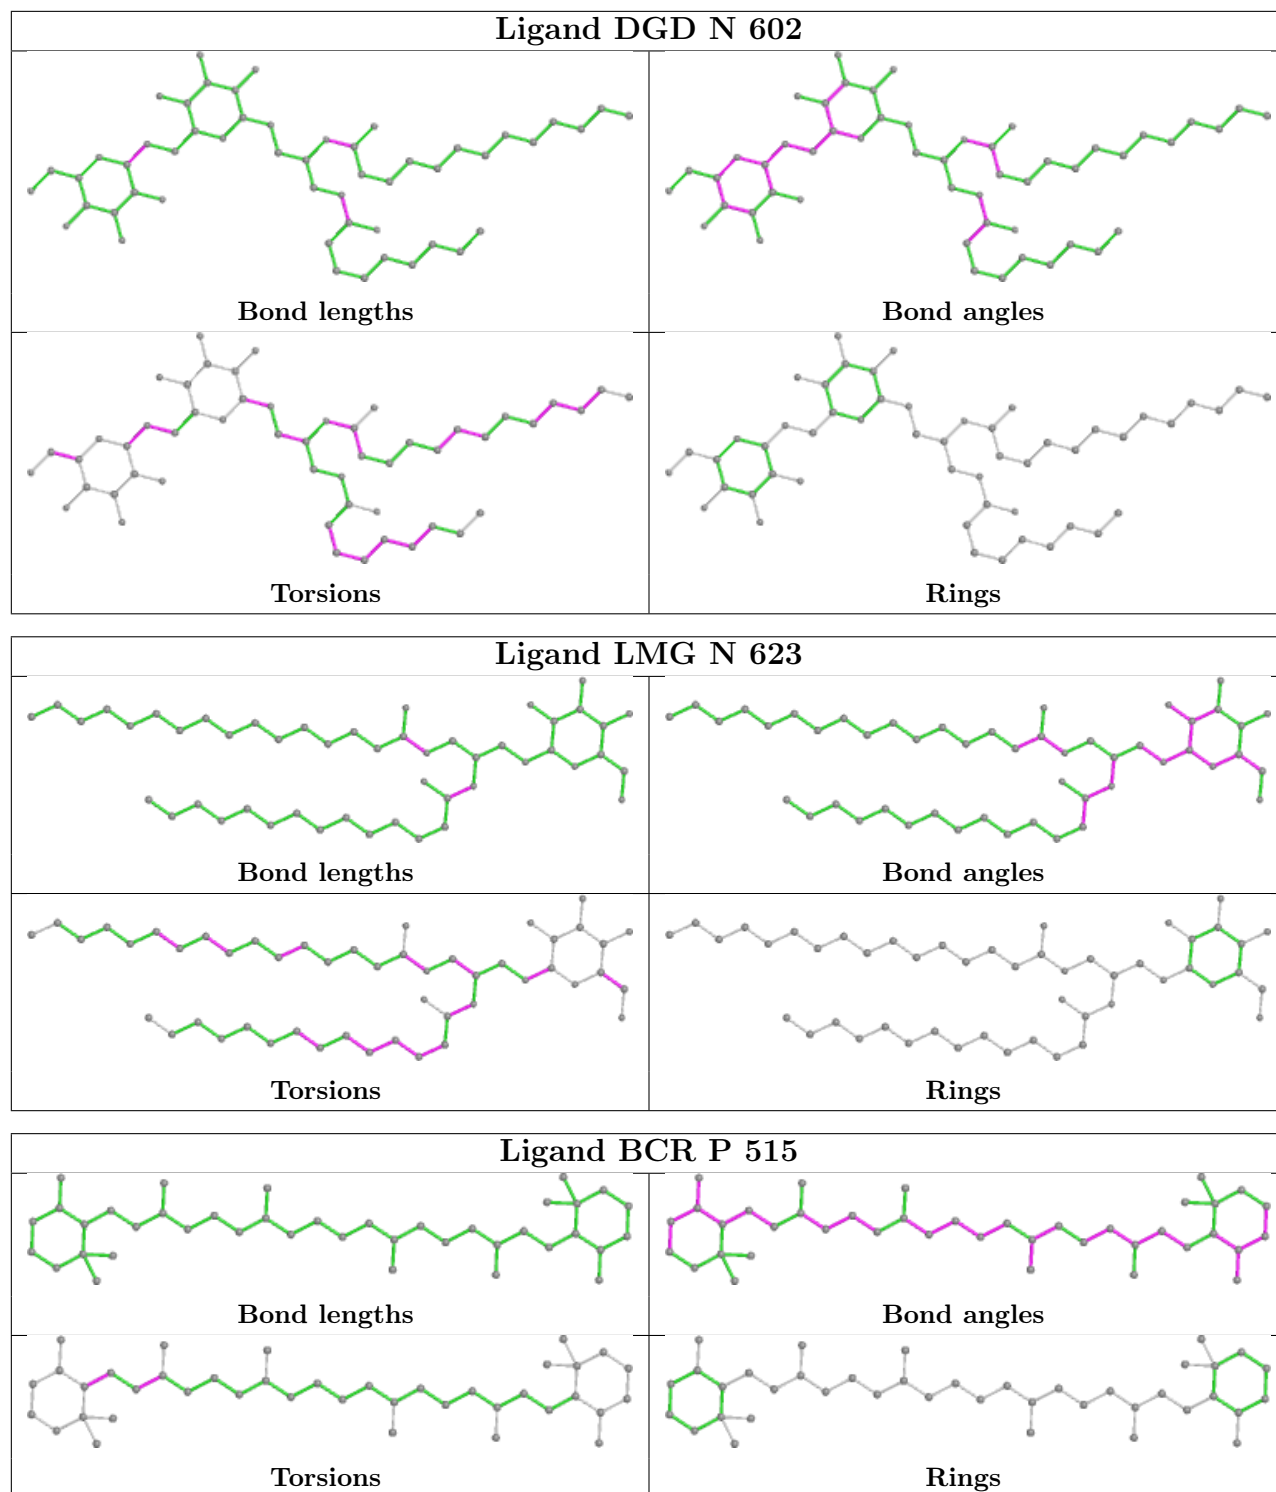 Ligand DGD N 602
Bond lengths
Bond angles
Torsions
Rings
Ligand LMG N 623
Bond lengths
Bond angles
Torsions
Rings
Ligand BCR P 515
Bond lengths
Bond angles
Torsions
Rings